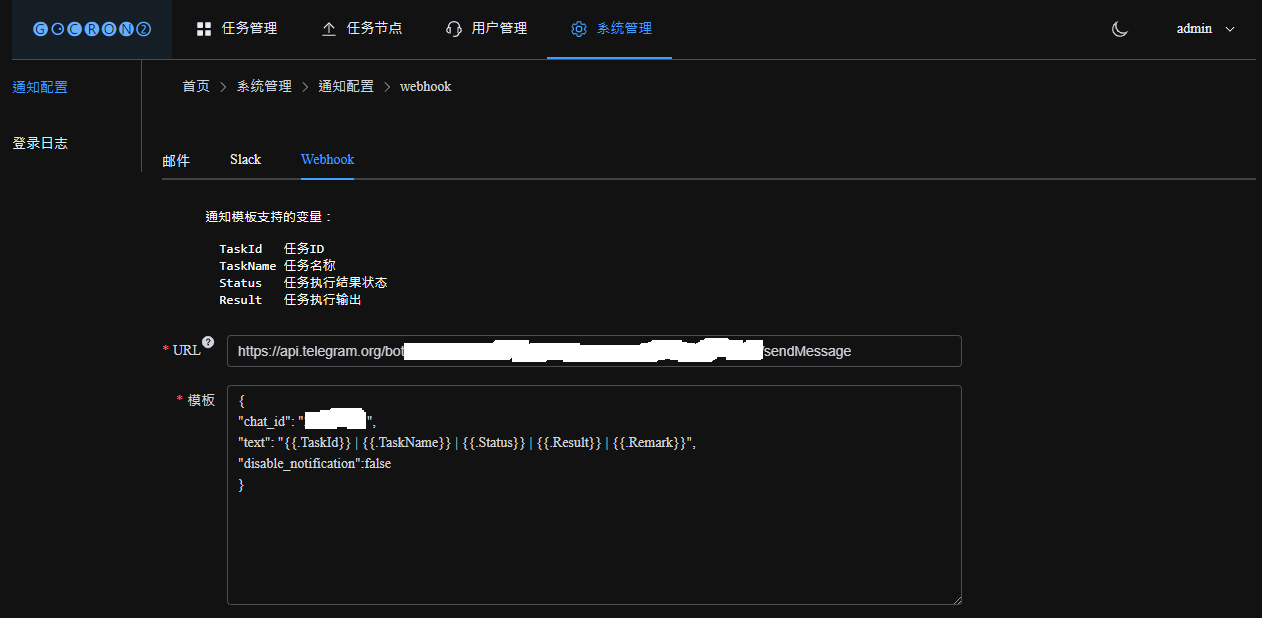 GOCRON2
任务管理
任务节点
用户管理
系统管理
admin
通知配置
登录日志
首页 > 系统管理 > 通知配置 > webhook
邮件 Slack Webhook
通知模板支持的变量：
TaskId 任务ID
TaskName 任务名称
Status 任务执行结果状态
Result 任务执行输出
* URL ?
https://api.telegram.org/bot /sendMessage
* 模板
{
"chat_id": " ",
"text": "{{.TaskId}} | {{.TaskName}} | {{.Status}} | {{.Result}} | {{.Remark}}",
"disable_notification":false
}